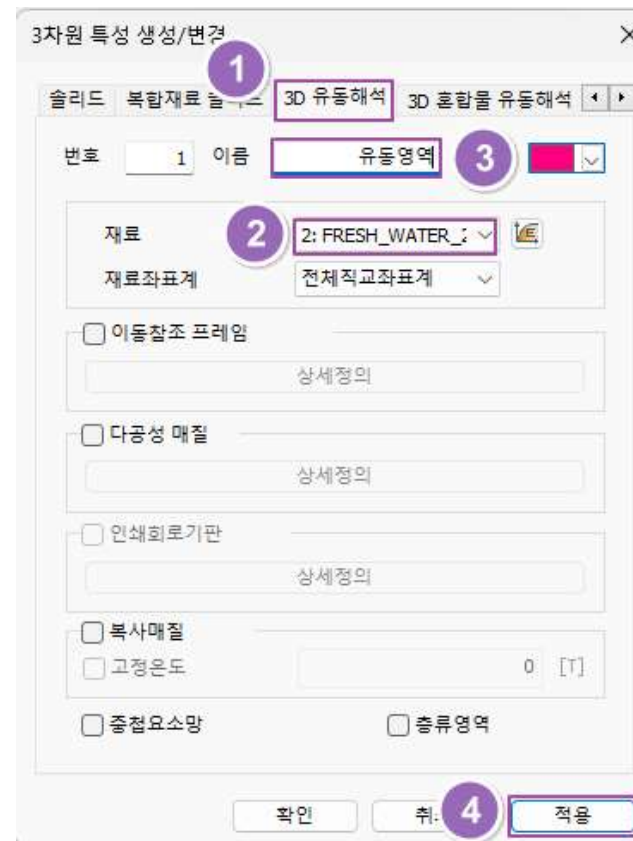 3차원 특성 생성/변경
1
솔리드 복합재료 3D 유동해석 3D 혼합물 유동해석
번호 1 이름 유동영역 3
재료 2 2: FRESH_WATER_2
재료좌표계 전체직교좌표계
이동참조 프레임
상세정의
다공성 매질
상세정의
인쇄회로기판
상세정의
복사매질
고정온도 0 [T]
중첩요소망 층류영역
확인 취 4 적용